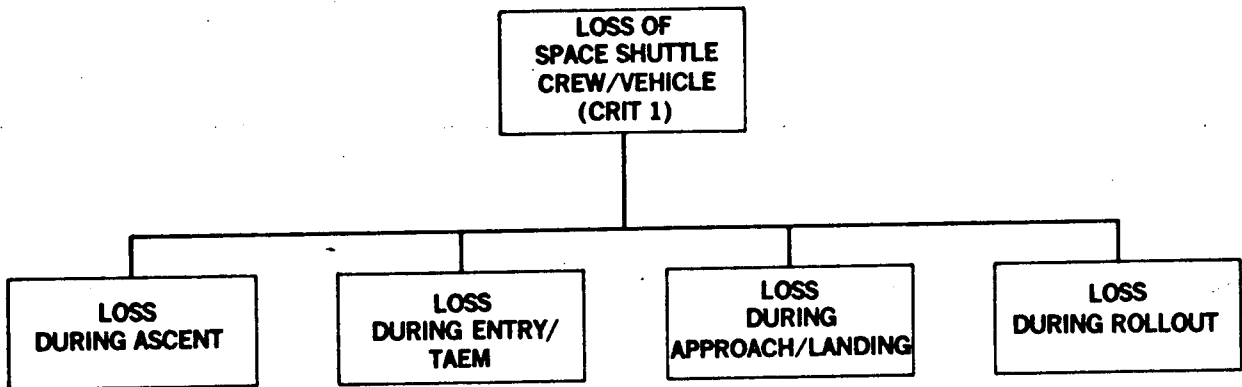 LOSS OF
SPACE SHUTTLE
CREW/VEHICLE
(CRIT 1)
LOSS
DURING ASCENT
LOSS
DURING ENTRY/
TAEM
LOSS
DURING
APPROACH/LANDING
LOSS
DURING ROLLOUT